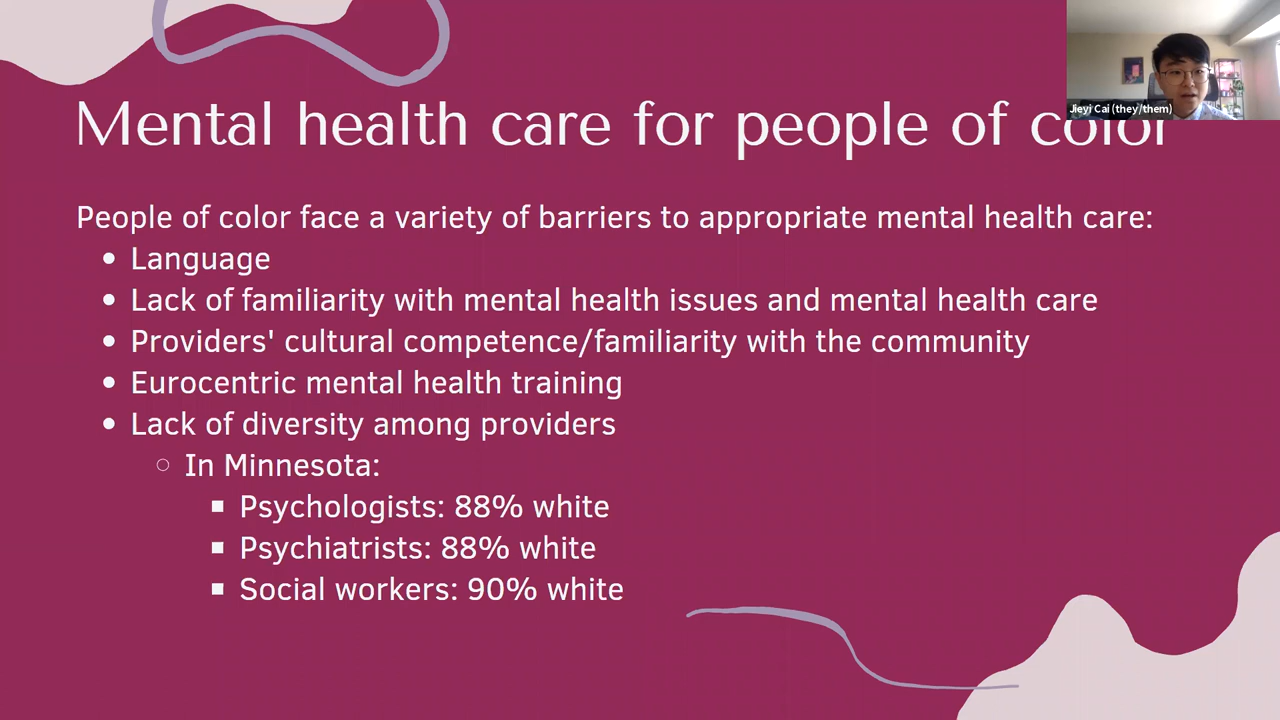 Jieyi Cai (they/them)
Mental health care for people of color
People of color face a variety of barriers to appropriate mental health care:
• Language
• Lack of familiarity with mental health issues and mental health care
• Providers' cultural competence/familiarity with the community
• Eurocentric mental health training
• Lack of diversity among providers
○ In Minnesota:
▪ Psychologists: 88% white
▪ Psychiatrists: 88% white
▪ Social workers: 90% white